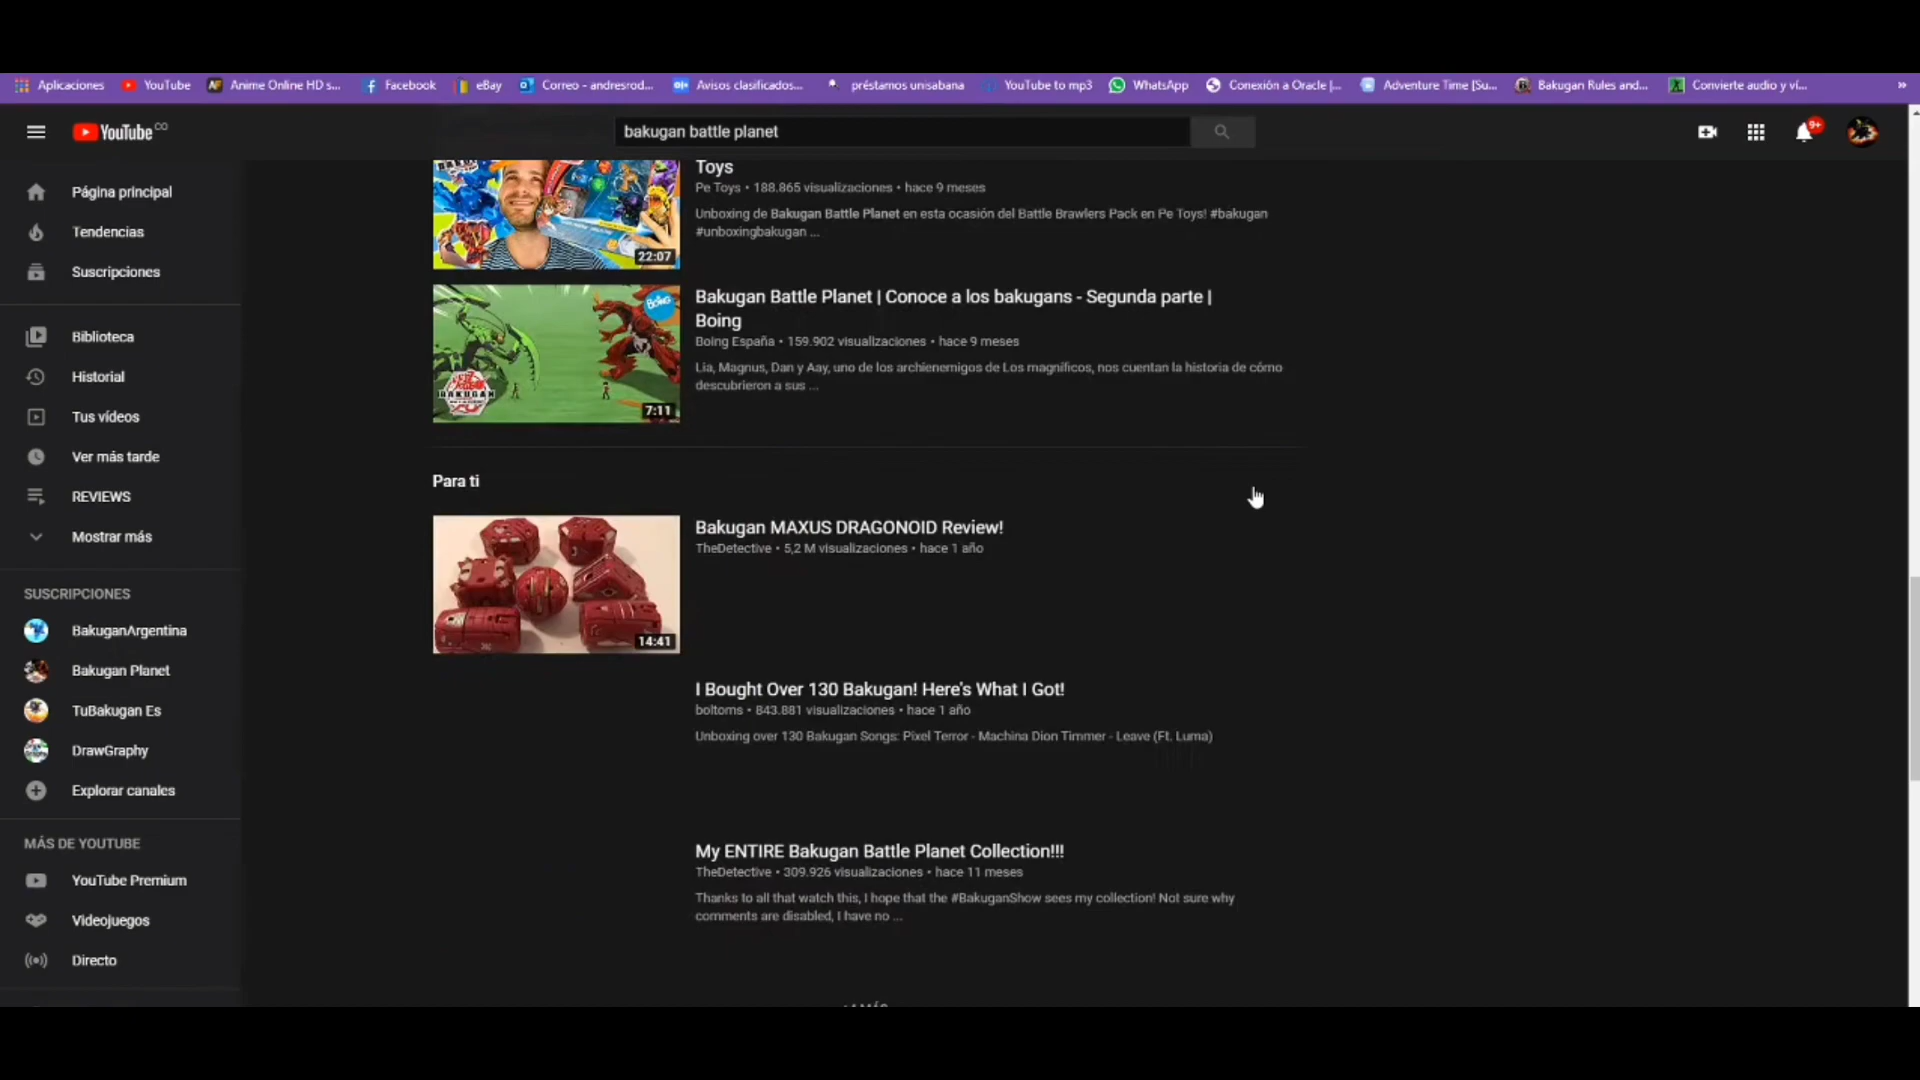 Aplicaciones YouTube Anime Online HD s... Facebook eBay Correo - andresrod... Avisos clasificados... préstamos unisabana YouTube to mp3 WhatsApp Conexión a Oracle |... Adventure Time [Su... Bakugan Rules and... Convierte audio y ví... »
YouTube CO
bakugan battle planet
9+
Página principal
Tendencias
Suscripciones
Biblioteca
Historial
Tus vídeos
Ver más tarde
REVIEWS
Mostrar más
SUSCRIPCIONES
BakuganArgentina
Bakugan Planet
TuBakugan Es
DrawGraphy
Explorar canales
MÁS DE YOUTUBE
YouTube Premium
Videojuegos
Directo
Toys
Pe Toys • 188.865 visualizaciones • hace 9 meses
Unboxing de Bakugan Battle Planet en esta ocasión del Battle Brawlers Pack en Pe Toys! #bakugan
#unboxingbakugan ...
22:07
Bakugan Battle Planet | Conoce a los bakugans - Segunda parte |
Boing
Boing España • 159.902 visualizaciones • hace 9 meses
Lia, Magnus, Dan y Aay, uno de los archienemigos de Los magníficos, nos cuentan la historia de cómo
descubrieron a sus ...
BOING
BAKUGAN
7:11
Para ti
Bakugan MAXUS DRAGONOID Review!
TheDetective • 5,2 M visualizaciones • hace 1 año
14:41
I Bought Over 130 Bakugan! Here's What I Got!
boltoms • 843.881 visualizaciones • hace 1 año
Unboxing over 130 Bakugan Songs: Pixel Terror - Machina Dion Timmer - Leave (Ft. Luma)
My ENTIRE Bakugan Battle Planet Collection!!!
TheDetective • 309.926 visualizaciones • hace 11 meses
Thanks to all that watch this, I hope that the #BakuganShow sees my collection! Not sure why
comments are disabled, I have no ...
MÁS